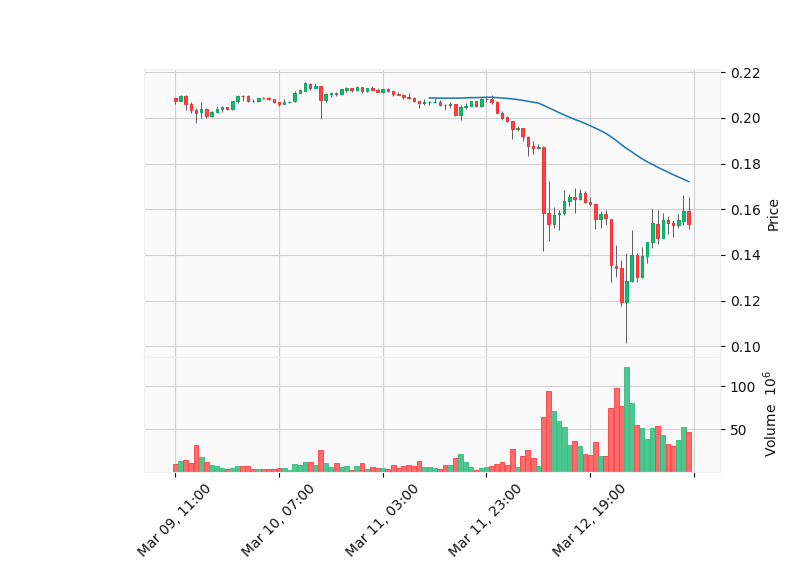 0.22
0.20
0.18
0.16
0.14
0.12
0.10
Price
100
50
Volume 10^6
Mar 09, 11:00
Mar 10, 07:00
Mar 11, 03:00
Mar 11, 23:00
Mar 12, 19:00